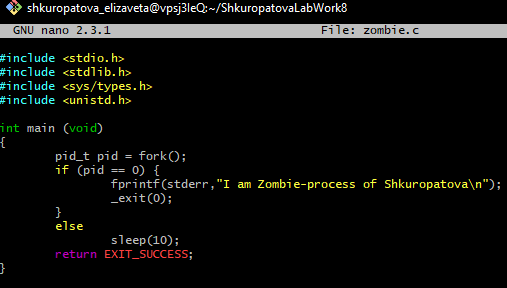 shkuropatova_elizaveta@vpsj3leQ:~/ShkuropatovaLabWork8
GNU nano 2.3.1 File: zombie.c
#include <stdio.h>
#include <stdlib.h>
#include <sys/types.h>
#include <unistd.h>
int main (void)
{
        pid_t pid = fork();
        if (pid == 0) {
                fprintf(stderr,"I am Zombie-process of Shkuropatova\n");
                _exit(0);
        }
        else
                sleep(10);
        return EXIT_SUCCESS;
}